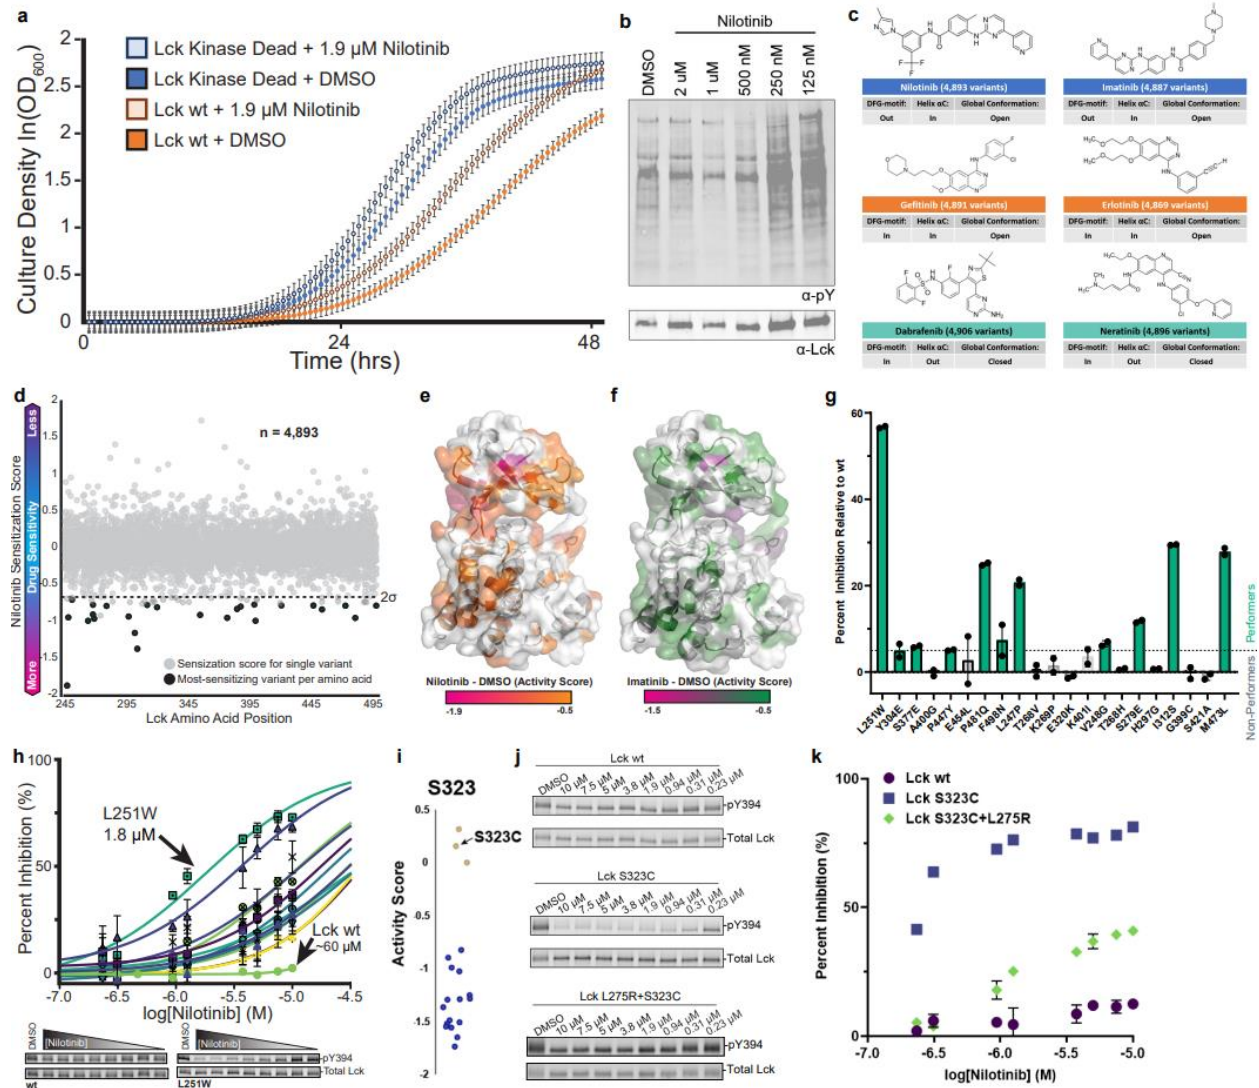 a
Culture Density ln(OD600)
2
2.5
2
1.5
1
0.5
0
0
24
48
Time (hrs)
Lck Kinase Dead + 1.9 µM Nilotinib
Lck Kinase Dead + DMSO
Lck wt + 1.9 µM Nilotinib
Lck wt + DMSO
b
Nilotinib
DMSO
2 uM
1 uM
500 nM
250 nM
125 nM
α-pY
α-Lck
c
Nilotinib (4,893 variants)
DFG-motif: Helix αC: Global Conformation:
Out In Open
Imatinib (4,887 variants)
DFG-motif: Helix αC: Global Conformation:
Out In Open
Gefitinib (4,891 variants)
DFG-motif: Helix αC: Global Conformation:
In In Open
Erlotinib (4,869 variants)
DFG-motif: Helix αC: Global Conformation:
In In Open
Dabrafenib (4,906 variants)
DFG-motif: Helix αC: Global Conformation:
In Out Closed
Neratinib (4,896 variants)
DFG-motif: Helix αC: Global Conformation:
In Out Closed
d
Less
Drug Sensitivity
More
Nilotinib Sensitization Score
2
1.5
1
0.5
0
-0.5
-1
-1.5
-2
n = 4,893
2σ
Sensization score for single variant
Most-sensitizing variant per amino acid
245 295 345 395 445 495
Lck Amino Acid Position
e
Nilotinib - DMSO (Activity Score)
-1.9 -0.5
f
Imatinib - DMSO (Activity Score)
-1.5 -0.5
g
Percent Inhibition Relative to wt
60
40
20
0
Performers
Non-Performers
L251W
Y304E
S377E
A400G
P447Y
E454L
P481Q
F498N
L247P
T268V
K269P
E320K
K401I
V248G
T268H
S279E
H297G
I312S
G399C
S421A
M473L
h
Percent Inhibition (%)
100
50
0
L251W
1.8 µM
Lck wt
~60 µM
-7.0 -6.5 -6.0 -5.5 -5.0 -4.5
log[Nilotinib] (M)
DMSO
[Nilotinib]
DMSO
[Nilotinib]
pY394
Total Lck
wt
L251W
i
S323
Activity Score
0.5
0
-0.5
-1
-1.5
-2
S323C
j
Lck wt
DMSO 10 µM 7.5 µM 5 µM 3.8 µM 1.9 µM 0.94 µM 0.31 µM 0.23 µM
pY394
Total Lck
Lck S323C
DMSO 10 µM 7.5 µM 5 µM 3.8 µM 1.9 µM 0.94 µM 0.31 µM 0.23 µM
pY394
Total Lck
Lck L275R+S323C
DMSO 10 µM 7.5 µM 5 µM 3.8 µM 1.9 µM 0.94 µM 0.31 µM 0.23 µM
pY394
Total Lck
k
Percent Inhibition (%)
100
50
0
Lck wt
Lck S323C
Lck S323C+L275R
-7.0 -6.5 -6.0 -5.5 -5.0
log[Nilotinib] (M)